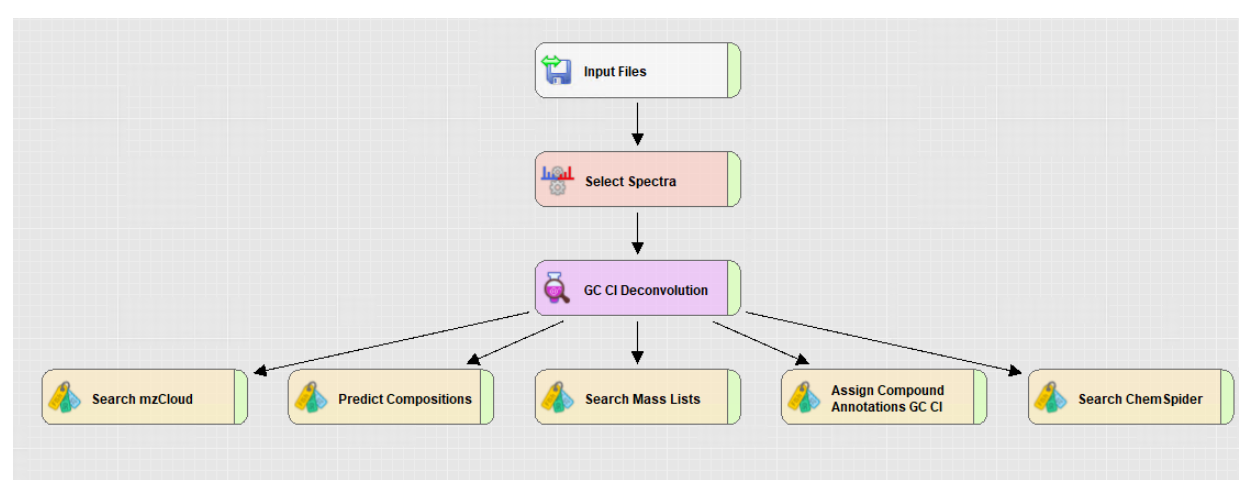 Input Files
Select Spectra
GC CI Deconvolution
Search mzCloud
Predict Compositions
Search Mass Lists
Assign Compound
Annotations GC CI
Search ChemSpider